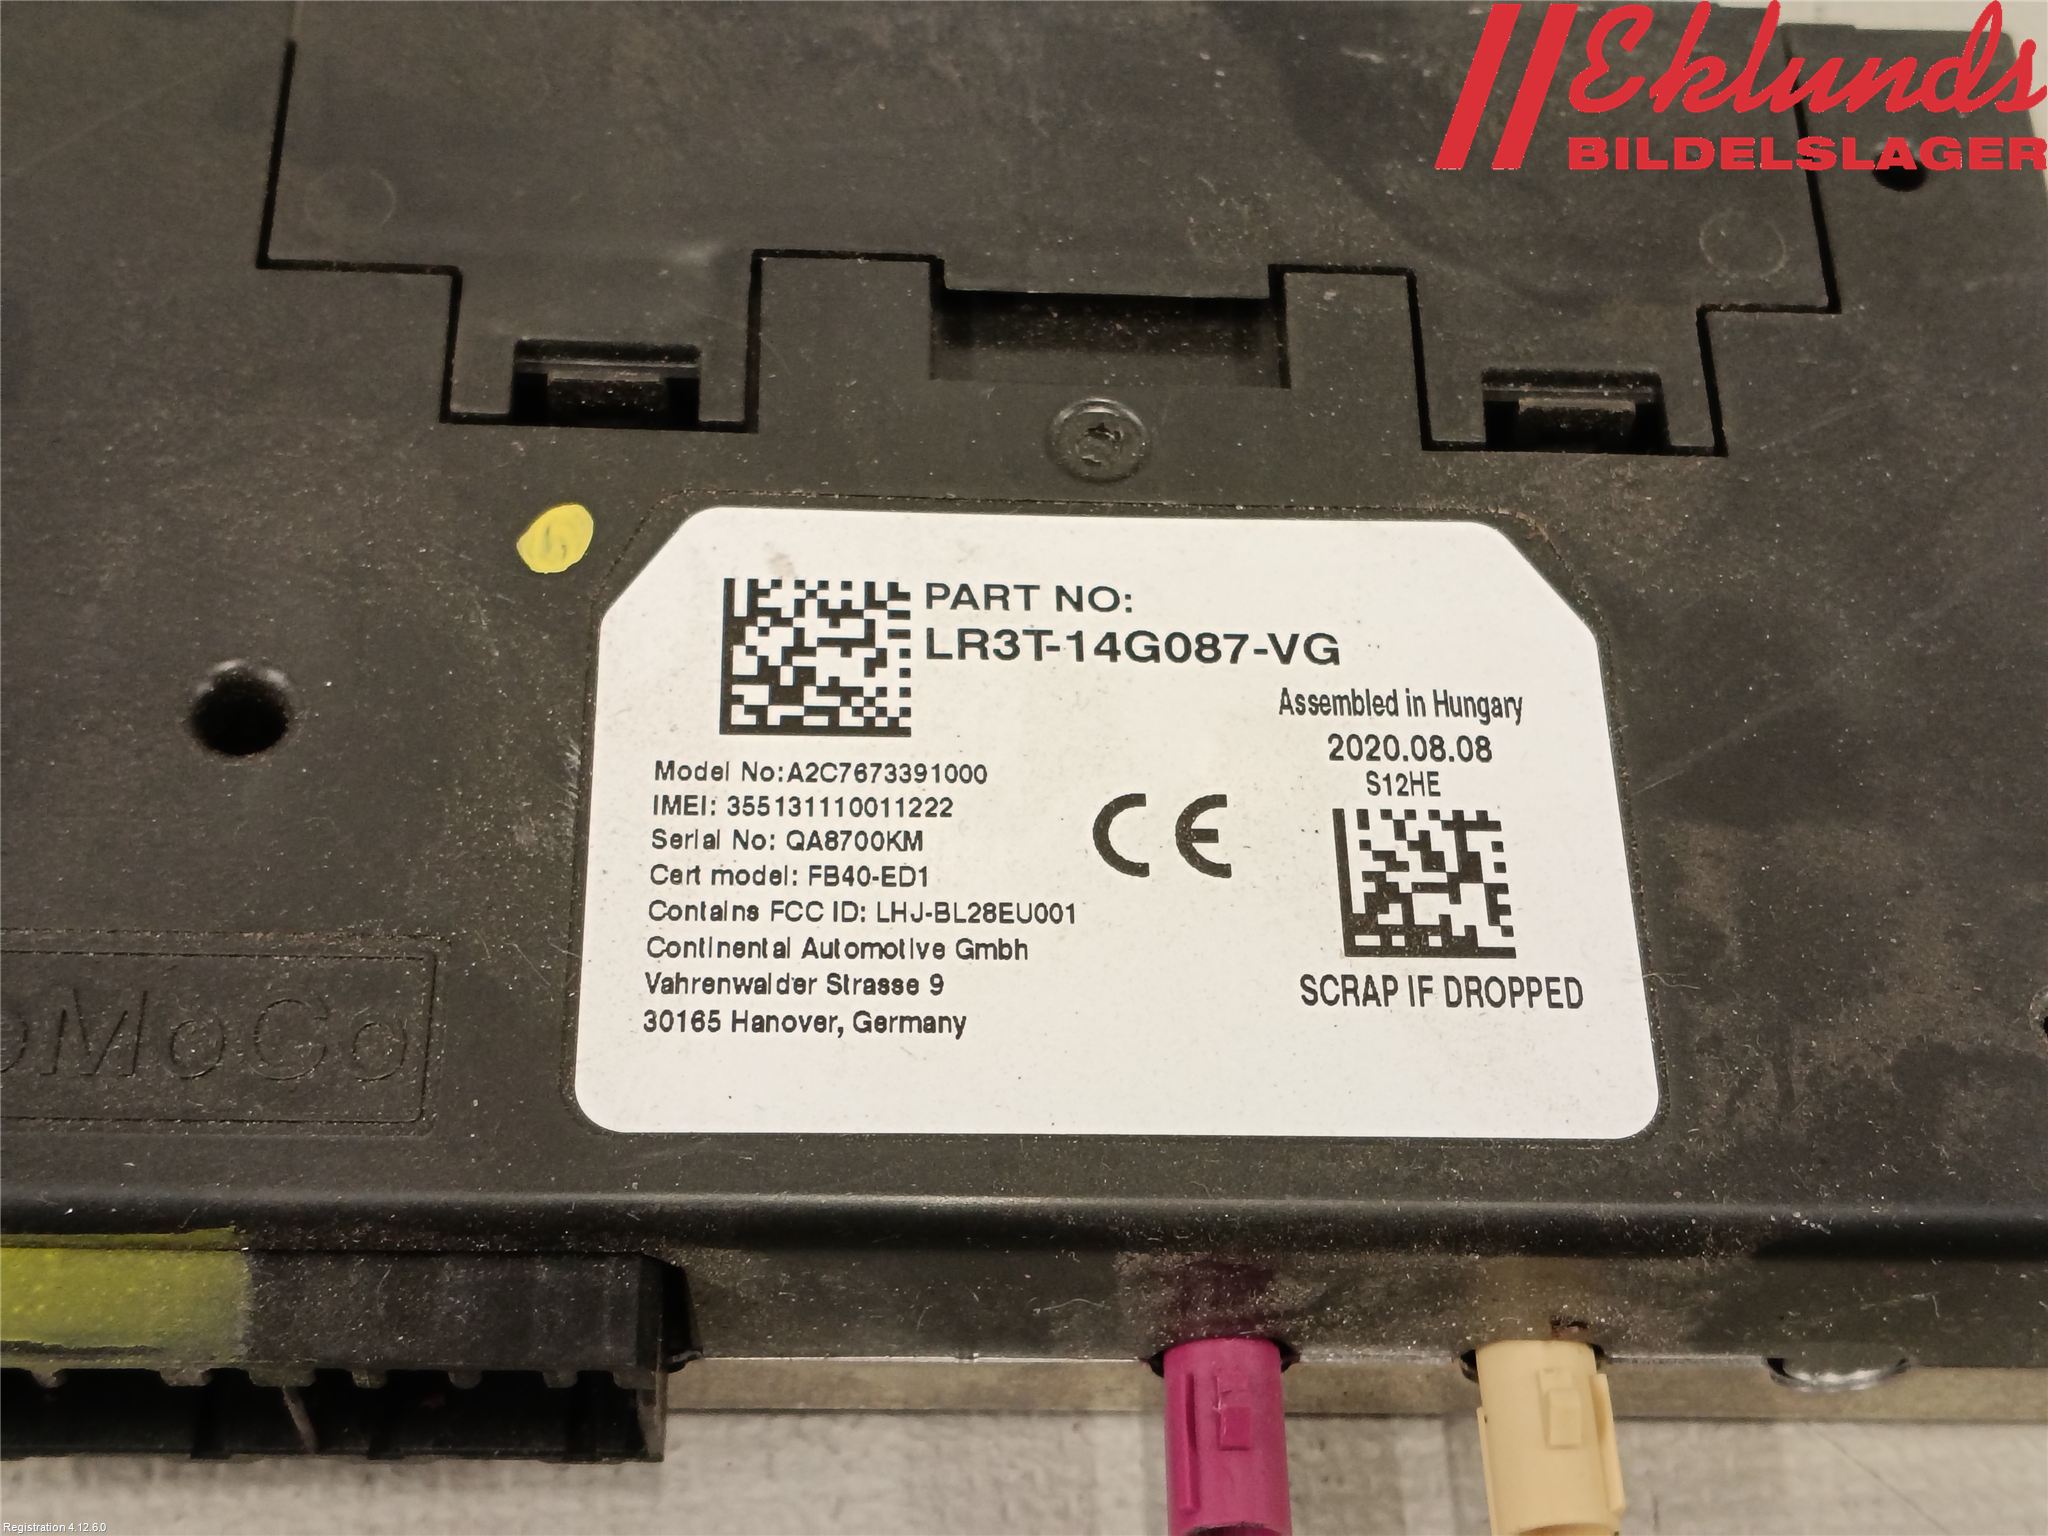 Eklunds
BILDELSLAGER
PART NO:
LR3T-14G087-VG
Assembled in Hungary
2020.08.08
S12HE
Model No:A2C7673391000
IMEI: 355131110011222
Serial No: QA8700KM
Cert model: FB40-ED1
Contains FCC ID: LHJ-BL28EU001
Continental Automotive Gmbh
Vahrenwalder Strasse 9
30165 Hanover, Germany
CE
SCRAP IF DROPPED
oMoCo
Registration 4.12.6.0